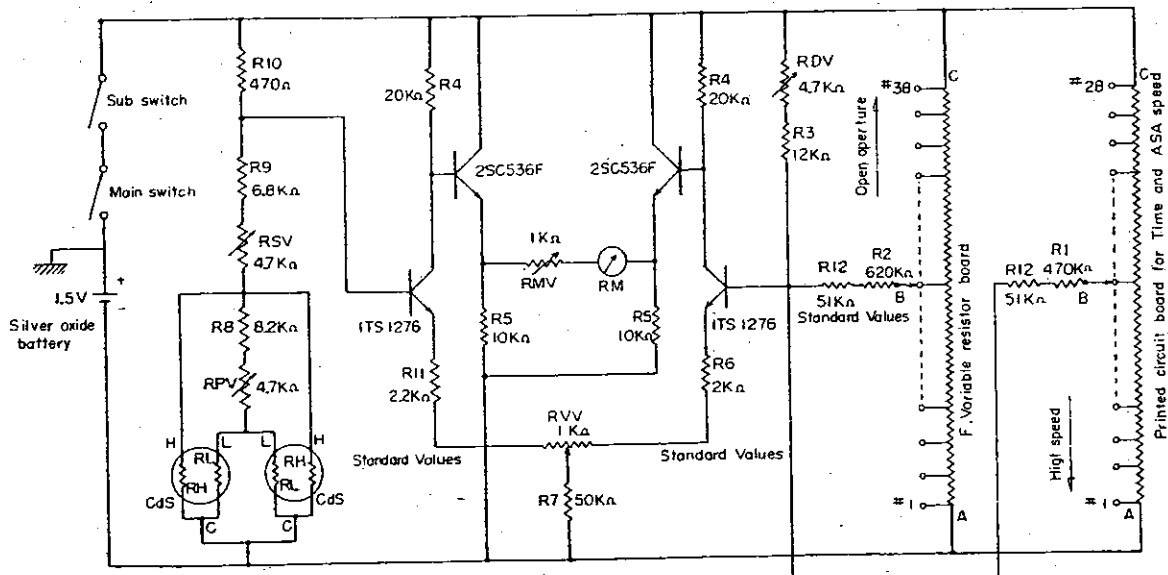 Sub switch
Main switch
+
1.5V
-
Silver oxide
battery
R10
470Ω
R9
6.8KΩ
RSV
4.7KΩ
R8
8.2KΩ
RPV
4.7KΩ
H
L
L
H
RL
RH
RH
RL
CdS
CdS
C
C
R4
20KΩ
2SC536F
1TS1276
R11
2.2KΩ
Standard Values
1KΩ
RMV
RM
R5
10KΩ
R5
10KΩ
RVV
1KΩ
R7
50KΩ
R4
20KΩ
2SC536F
1TS1276
R6
2KΩ
Standard Values
RDV
4.7KΩ
R3
12KΩ
R12
51KΩ
R2
620KΩ
B
Standard Values
C
#38
Open aperture
#1
A
F. Variable resistor board
R12
51KΩ
R1
470KΩ
B
C
#28
Higt speed
#1
A
Printed circuit board for Time and ASA speed